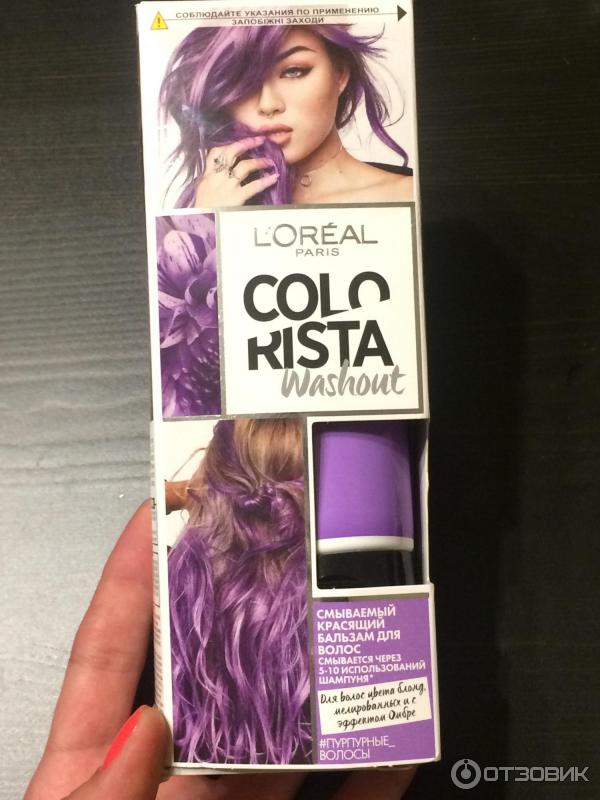 СОБЛЮДАЙТЕ УКАЗАНИЯ ПО ПРИМЕНЕНИЮ
ЗАПОБІЖНІ ЗАХОДИ
L'ORÉAL
PARIS
COLO
RISTA
Washout
СМЫВАЕМЫЙ
КРАСЯЩИЙ
БАЛЬЗАМ ДЛЯ
ВОЛОС
СМЫВАЕТСЯ ЧЕРЕЗ
5-10 ИСПОЛЬЗОВАНИЙ
ШАМПУНЯ*
Для волос цвета блонд,
мелированных и с
эффектом Омбре
#ПУРПУРНЫЕ_
ВОЛОСЫ
ОТЗОВИК